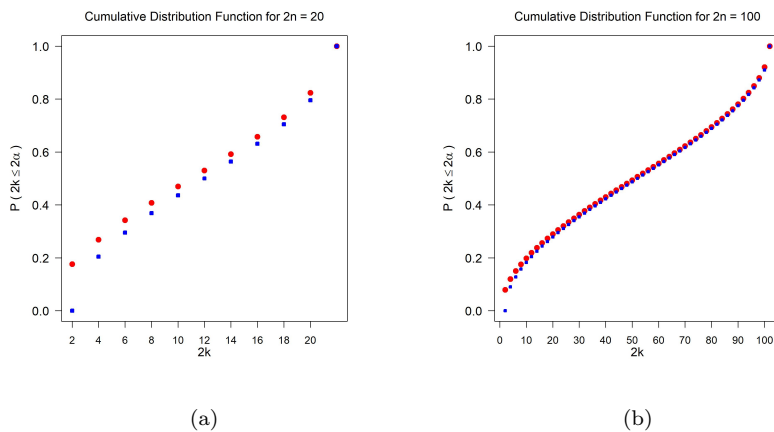 Cumulative Distribution Function for 2n = 20
P ( 2k ≤ 2α )
1.0
0.8
0.6
0.4
0.2
0.0
2 4 6 8 10 12 14 16 18 20
2k
(a)
Cumulative Distribution Function for 2n = 100
P ( 2k ≤ 2α )
1.0
0.8
0.6
0.4
0.2
0.0
0 10 20 30 40 50 60 70 80 90 100
2k
(b)